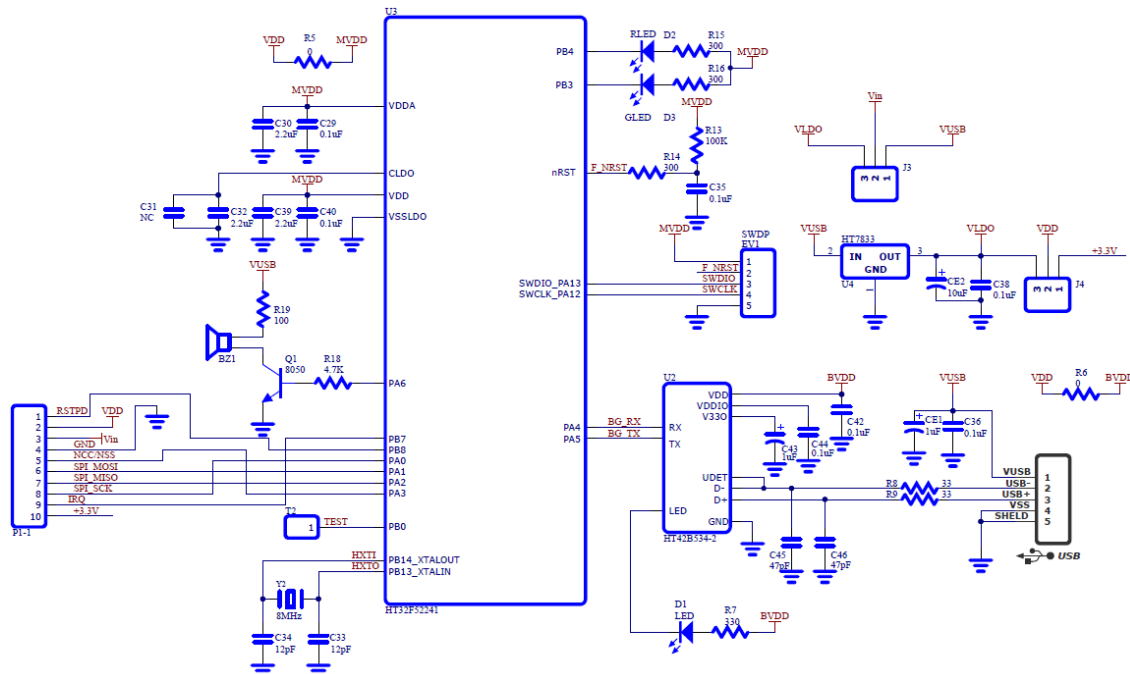 U3
VDD
R5
0
MVDD
MVDD
C30
2.2uF
C29
0.1uF
VDDA
CLDO
MVDD
VDD
VSSLDO
C31
NC
C32
2.2uF
C39
2.2uF
C40
0.1uF
VUSB
R19
100
BZ1
Q1
8050
R18
4.7K
PA6
1
2
3
4
5
6
7
8
9
10
P1-1
RSTPD
VDD
Vin
GND
NCC/NSS
SPI_MOSI
SPI_MISO
SPI_SCK
IRQ
+3.3V
PB7
PB8
PA0
PA1
PA2
PA3
T2
1
TEST
PB0
HXTI
HXTO
PB14_XTALOUT
PB13_XTALIN
Y2
8MHz
C34
12pF
C33
12pF
HT32F52241
PB4
PB3
RLED D2
GLED D3
R15
300
R16
300
MVDD
MVDD
R13
100K
nRST
F_NRST
R14
300
C35
0.1uF
MVDD
SWDP
EV1
F_NRST
SWDIO
SWCLK
1
2
3
4
5
SWDIO_PA13
SWCLK_PA12
Vin
VLDO
VUSB
3 2 1
J3
VUSB
2
HT7833
IN OUT
GND
U4
1
3
VLDO
CE2
10uF
C38
0.1uF
VDD
+3.3V
3 2 1
J4
U2
PA4
PA5
BG_RX
BG_TX
RX
TX
VDD
VDDIO
V33O
UDET
D-
D+
LED
GND
HT42B534-2
BVDD
C42
0.1uF
C43
1uF
C44
0.1uF
VUSB
CE1
1uF
C36
0.1uF
VDD
R6
0
BVDI
R8
33
R9
33
C45
47pF
C46
47pF
VUSB
USB-
USB+
VSS
SHELD
1
2
3
4
5
USB
D1
LED
R7
330
BVDD